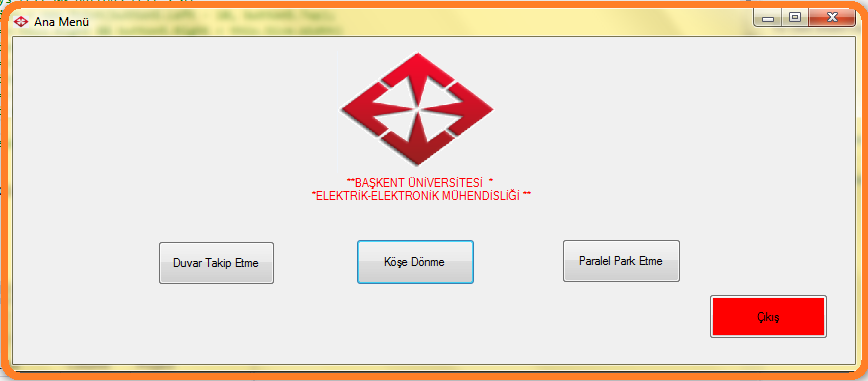 Ana Menü
**BAŞKENT ÜNİVERSİTESİ *
*ELEKTRİK-ELEKTRONİK MÜHENDİSLİĞİ **
Duvar Takip Etme
Köşe Dönme
Paralel Park Etme
Çıkış